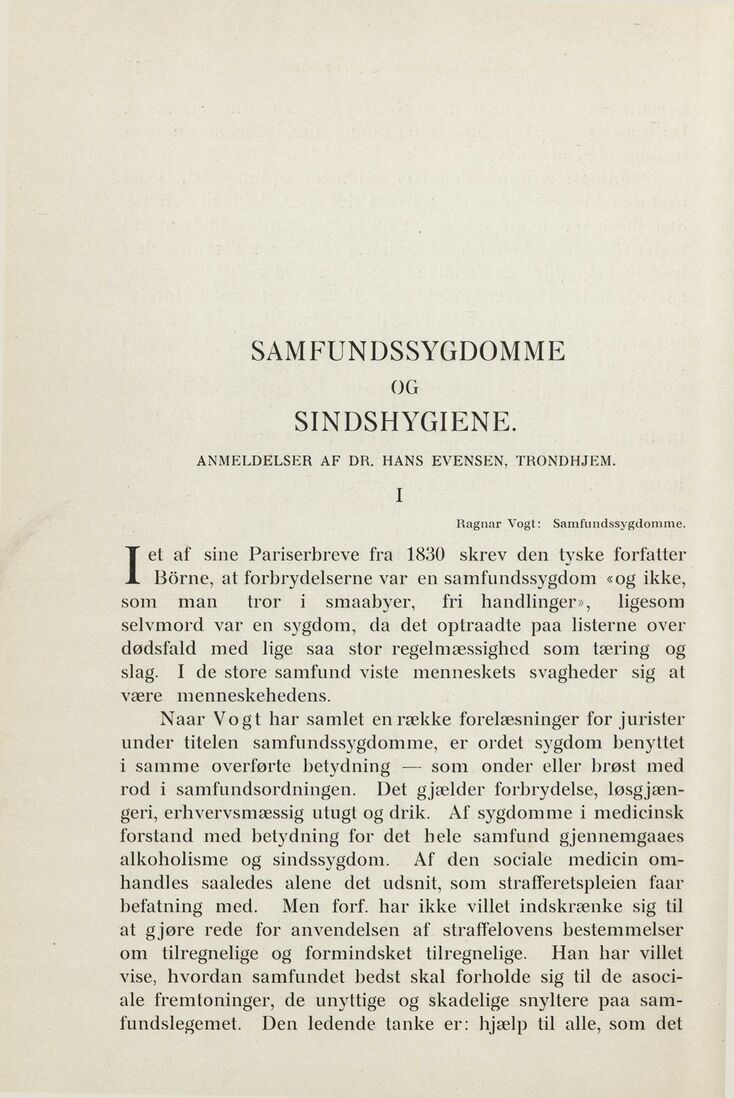 SAMFUNDSSYGDOMME
OG
SINDSHYGIENE.
ANMELDELSER AF DR. HANS EVENSEN, TRONDHJEM.
I
Ragnar Vogt: Samfundssygdomme.
I et af sine Pariserbreve fra 1830 skrev den tyske forfatter
Börne, at forbrydelserne var en samfundssygdom «og ikke,
som man tror i smaabyer, fri handlinger», ligesom
selvmord var en sygdom, da det optraadte paa listerne over
dødsfald med lige saa stor regelmæssighed som tæring og
slag. I de store samfund viste menneskets svagheder sig at
være menneskehedens.
Naar Vogt har samlet en række forelæsninger for jurister
under titelen samfundssygdomme, er ordet sygdom benyttet
i samme overførte betydning — som onder eller brøst med
rod i samfundsordningen. Det gjælder forbrydelse, løsgjæn-
geri, erhvervsmæssig utugt og drik. Af sygdomme i medicinsk
forstand med betydning for det hele samfund gjennemgaaes
alkoholisme og sindssygdom. Af den sociale medicin om-
handles saaledes alene det udsnit, som strafferetspleien faar
befatning med. Men forf. har ikke villet indskrænke sig til
at gjøre rede for anvendelsen af straffelovens bestemmelser
om tilregnelige og formindsket tilregnelige. Han har villet
vise, hvordan samfundet bedst skal forholde sig til de asoci-
ale fremtoninger, de unyttige og skadelige snyltere paa sam-
fundslegemet. Den ledende tanke er: hjælp til alle, som det